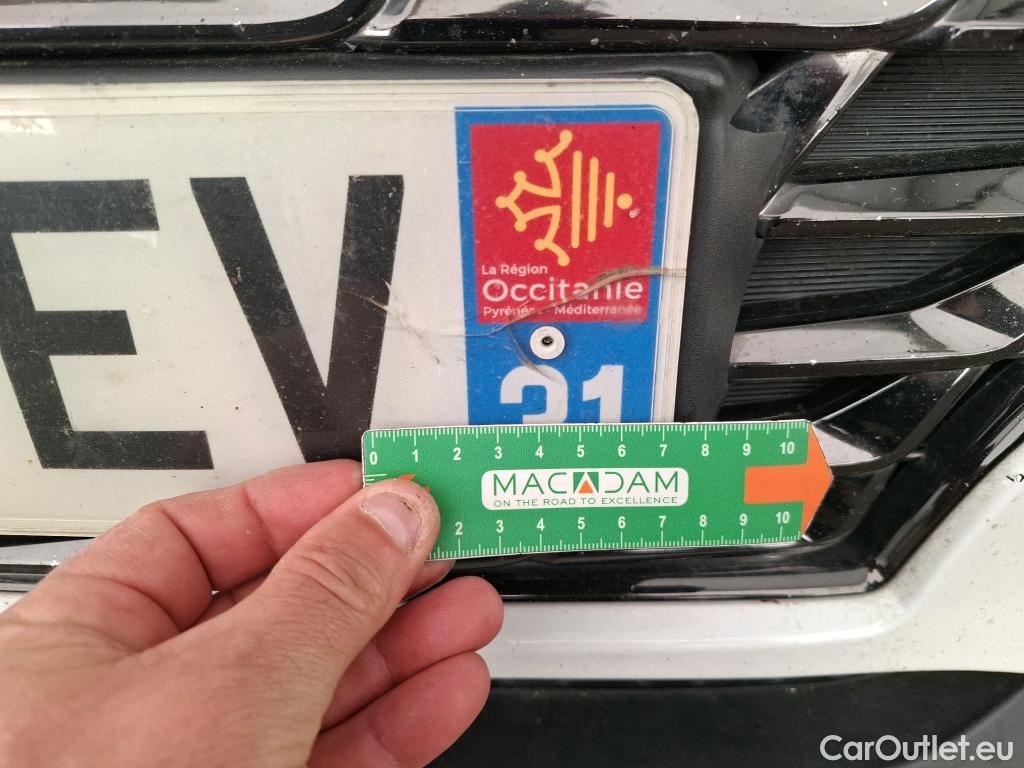 EV
La Région
Occitanie
Pyrénées - Méditerranée
31
0 1 2 3 4 5 6 7 8 9 10
MACADAM
ON THE ROAD TO EXCELLENCE
2 3 4 5 6 7 8 9 10
CarOutlet.eu